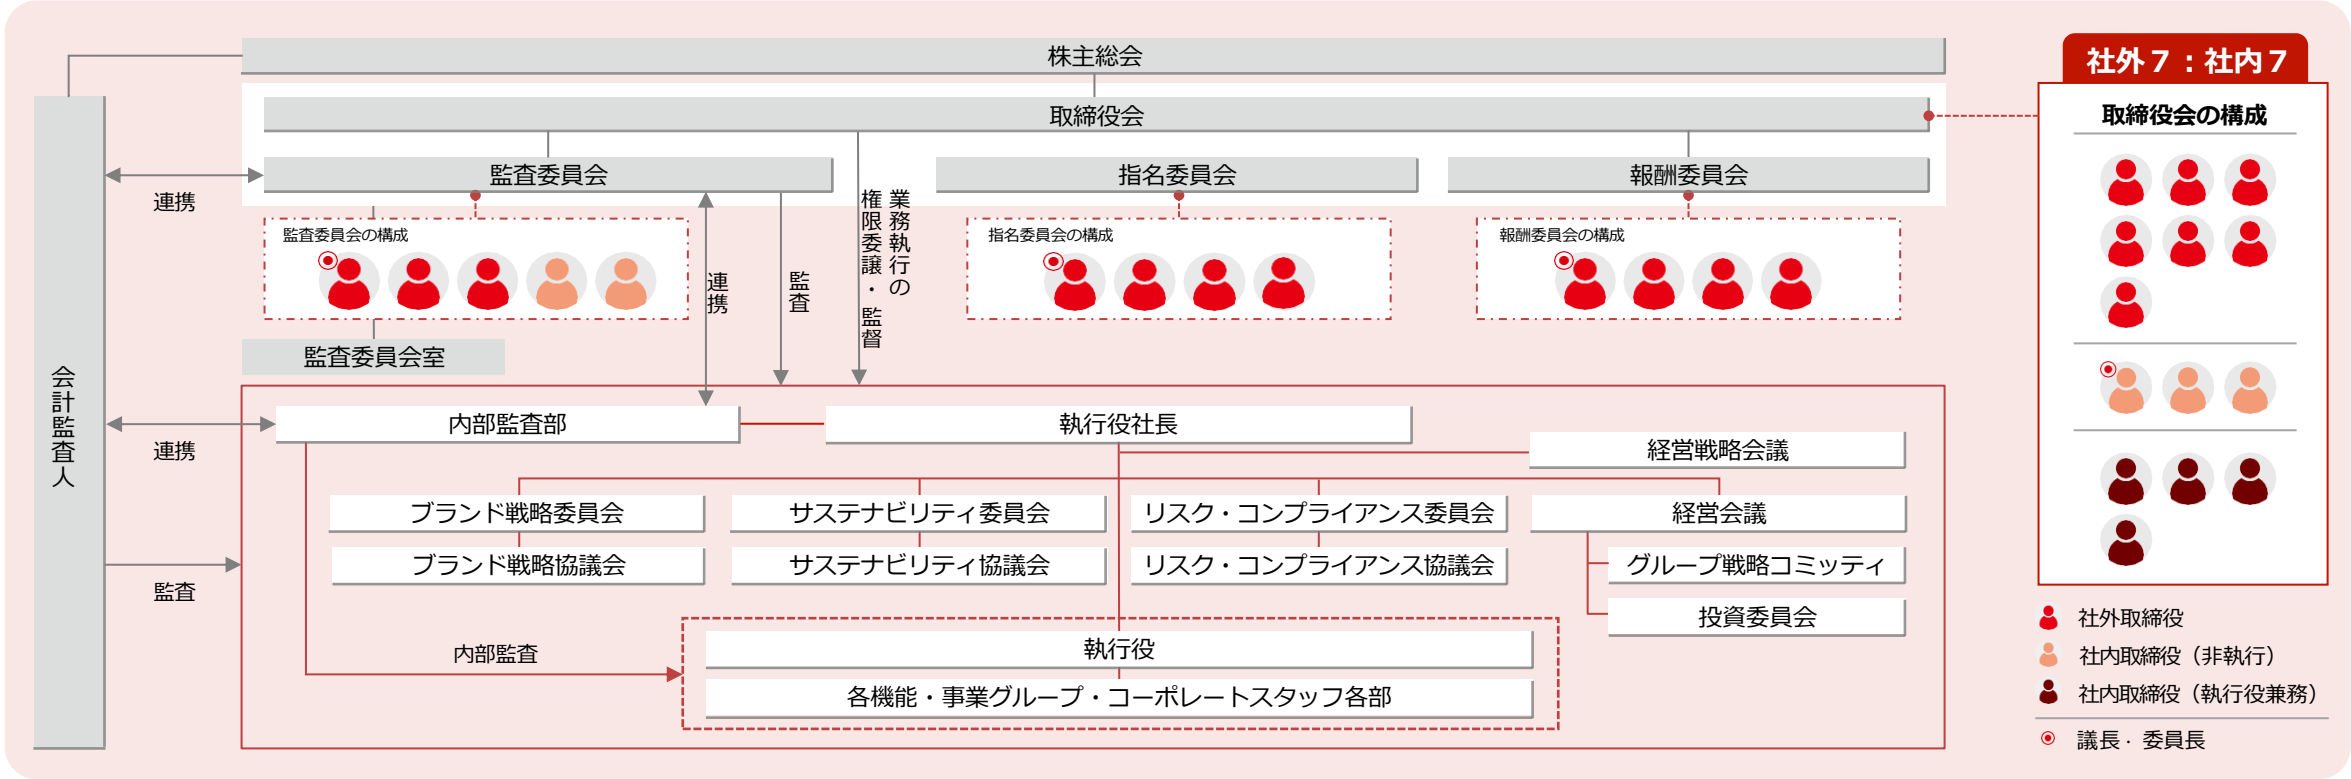 株主総会
社外７：社内７
取締役会
取締役会の構成
監査委員会
指名委員会
報酬委員会
連携
監査委員会の構成
指名委員会の構成
報酬委員会の構成
連携
監査
業務執行の
権限委譲・監督
監査委員会室
会計監査人
内部監査部
執行役社長
経営戦略会議
連携
ブランド戦略委員会
サステナビリティ委員会
リスク・コンプライアンス委員会
経営会議
ブランド戦略協議会
サステナビリティ協議会
リスク・コンプライアンス協議会
グループ戦略コミッティ
監査
投資委員会
内部監査
執行役
各機能・事業グループ・コーポレートスタッフ各部
社外取締役
社内取締役（非執行）
社内取締役（執行役兼務）
議長・委員長